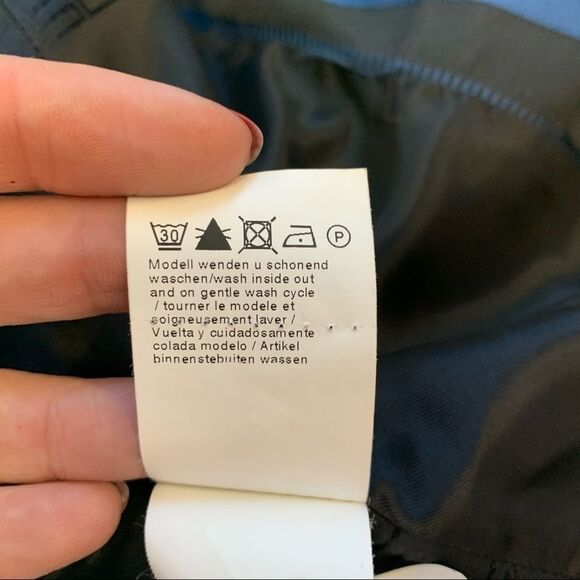 30 P
Modell wenden u schonend
waschen/wash inside out
and on gentle wash cycle
/ tourner le modele et
soigneusement laver /
Vuelta y cuidadosamente
colada modelo / Artikel
binnenstebuiten wassen